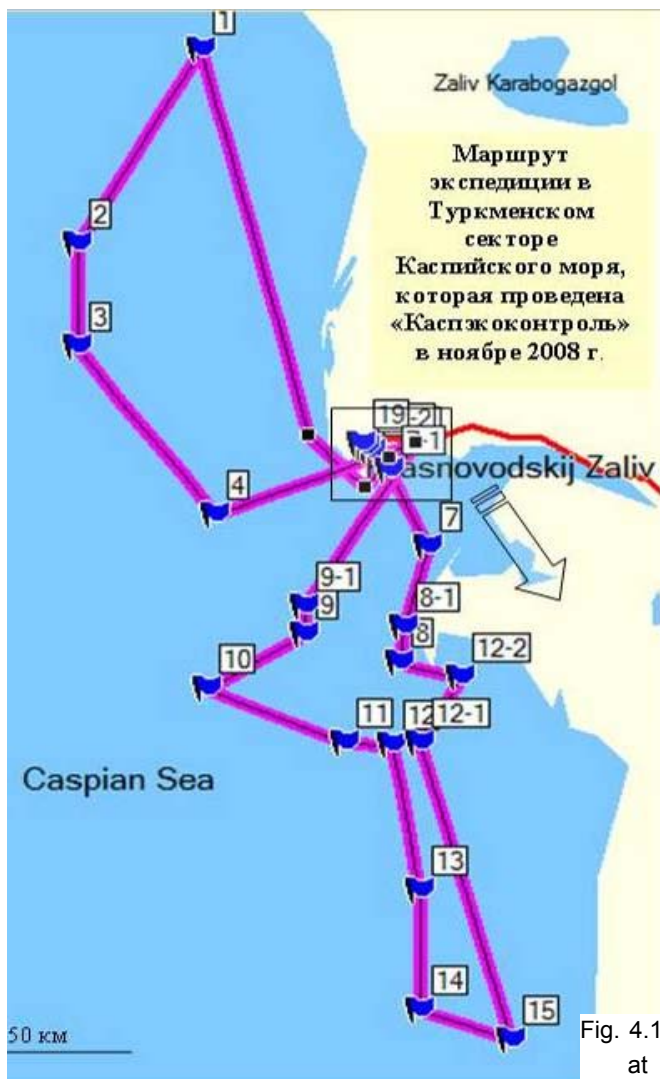 1
Zaliv Karabogazgol
Маршрут
экспедиции в
Туркменском
секторе
Каспийского моря,
которая проведена
«Каспэкоконтроль»
в ноябре 2008 г.
2
3
19
4
Zaliv
7
9-1
9
8-1
8
12-2
10
11
12
12-1
Caspian Sea
13
14
15
50 км
Fig. 4.1
at